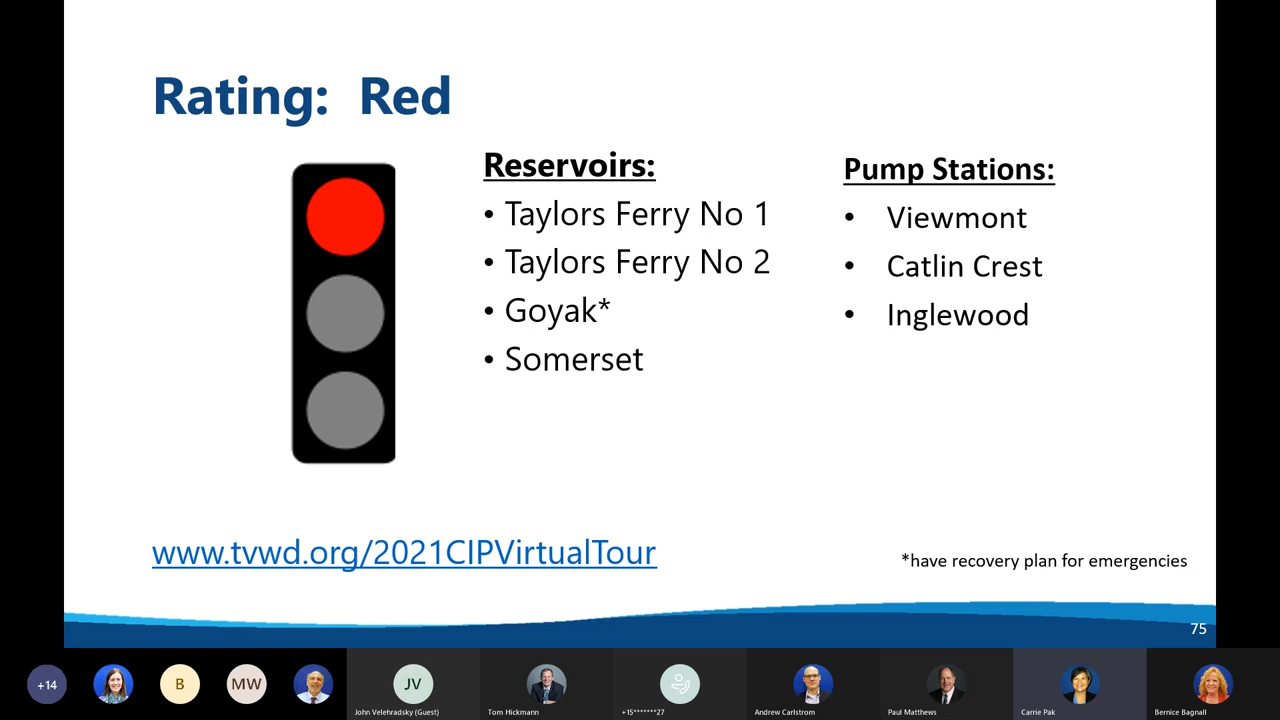 Rating:  Red
Reservoirs:
• Taylors Ferry No 1
• Taylors Ferry No 2
• Goyak*
• Somerset
Pump Stations:
• Viewmont
• Catlin Crest
• Inglewood
www.tvwd.org/2021CIPVirtualTour
*have recovery plan for emergencies
75
+14
B
MW
JV
John Velehradsky (Guest)
Tom Hickmann
+15*******27
Andrew Carlstrom
Paul Matthews
Carrie Pak
Bernice Bagnall